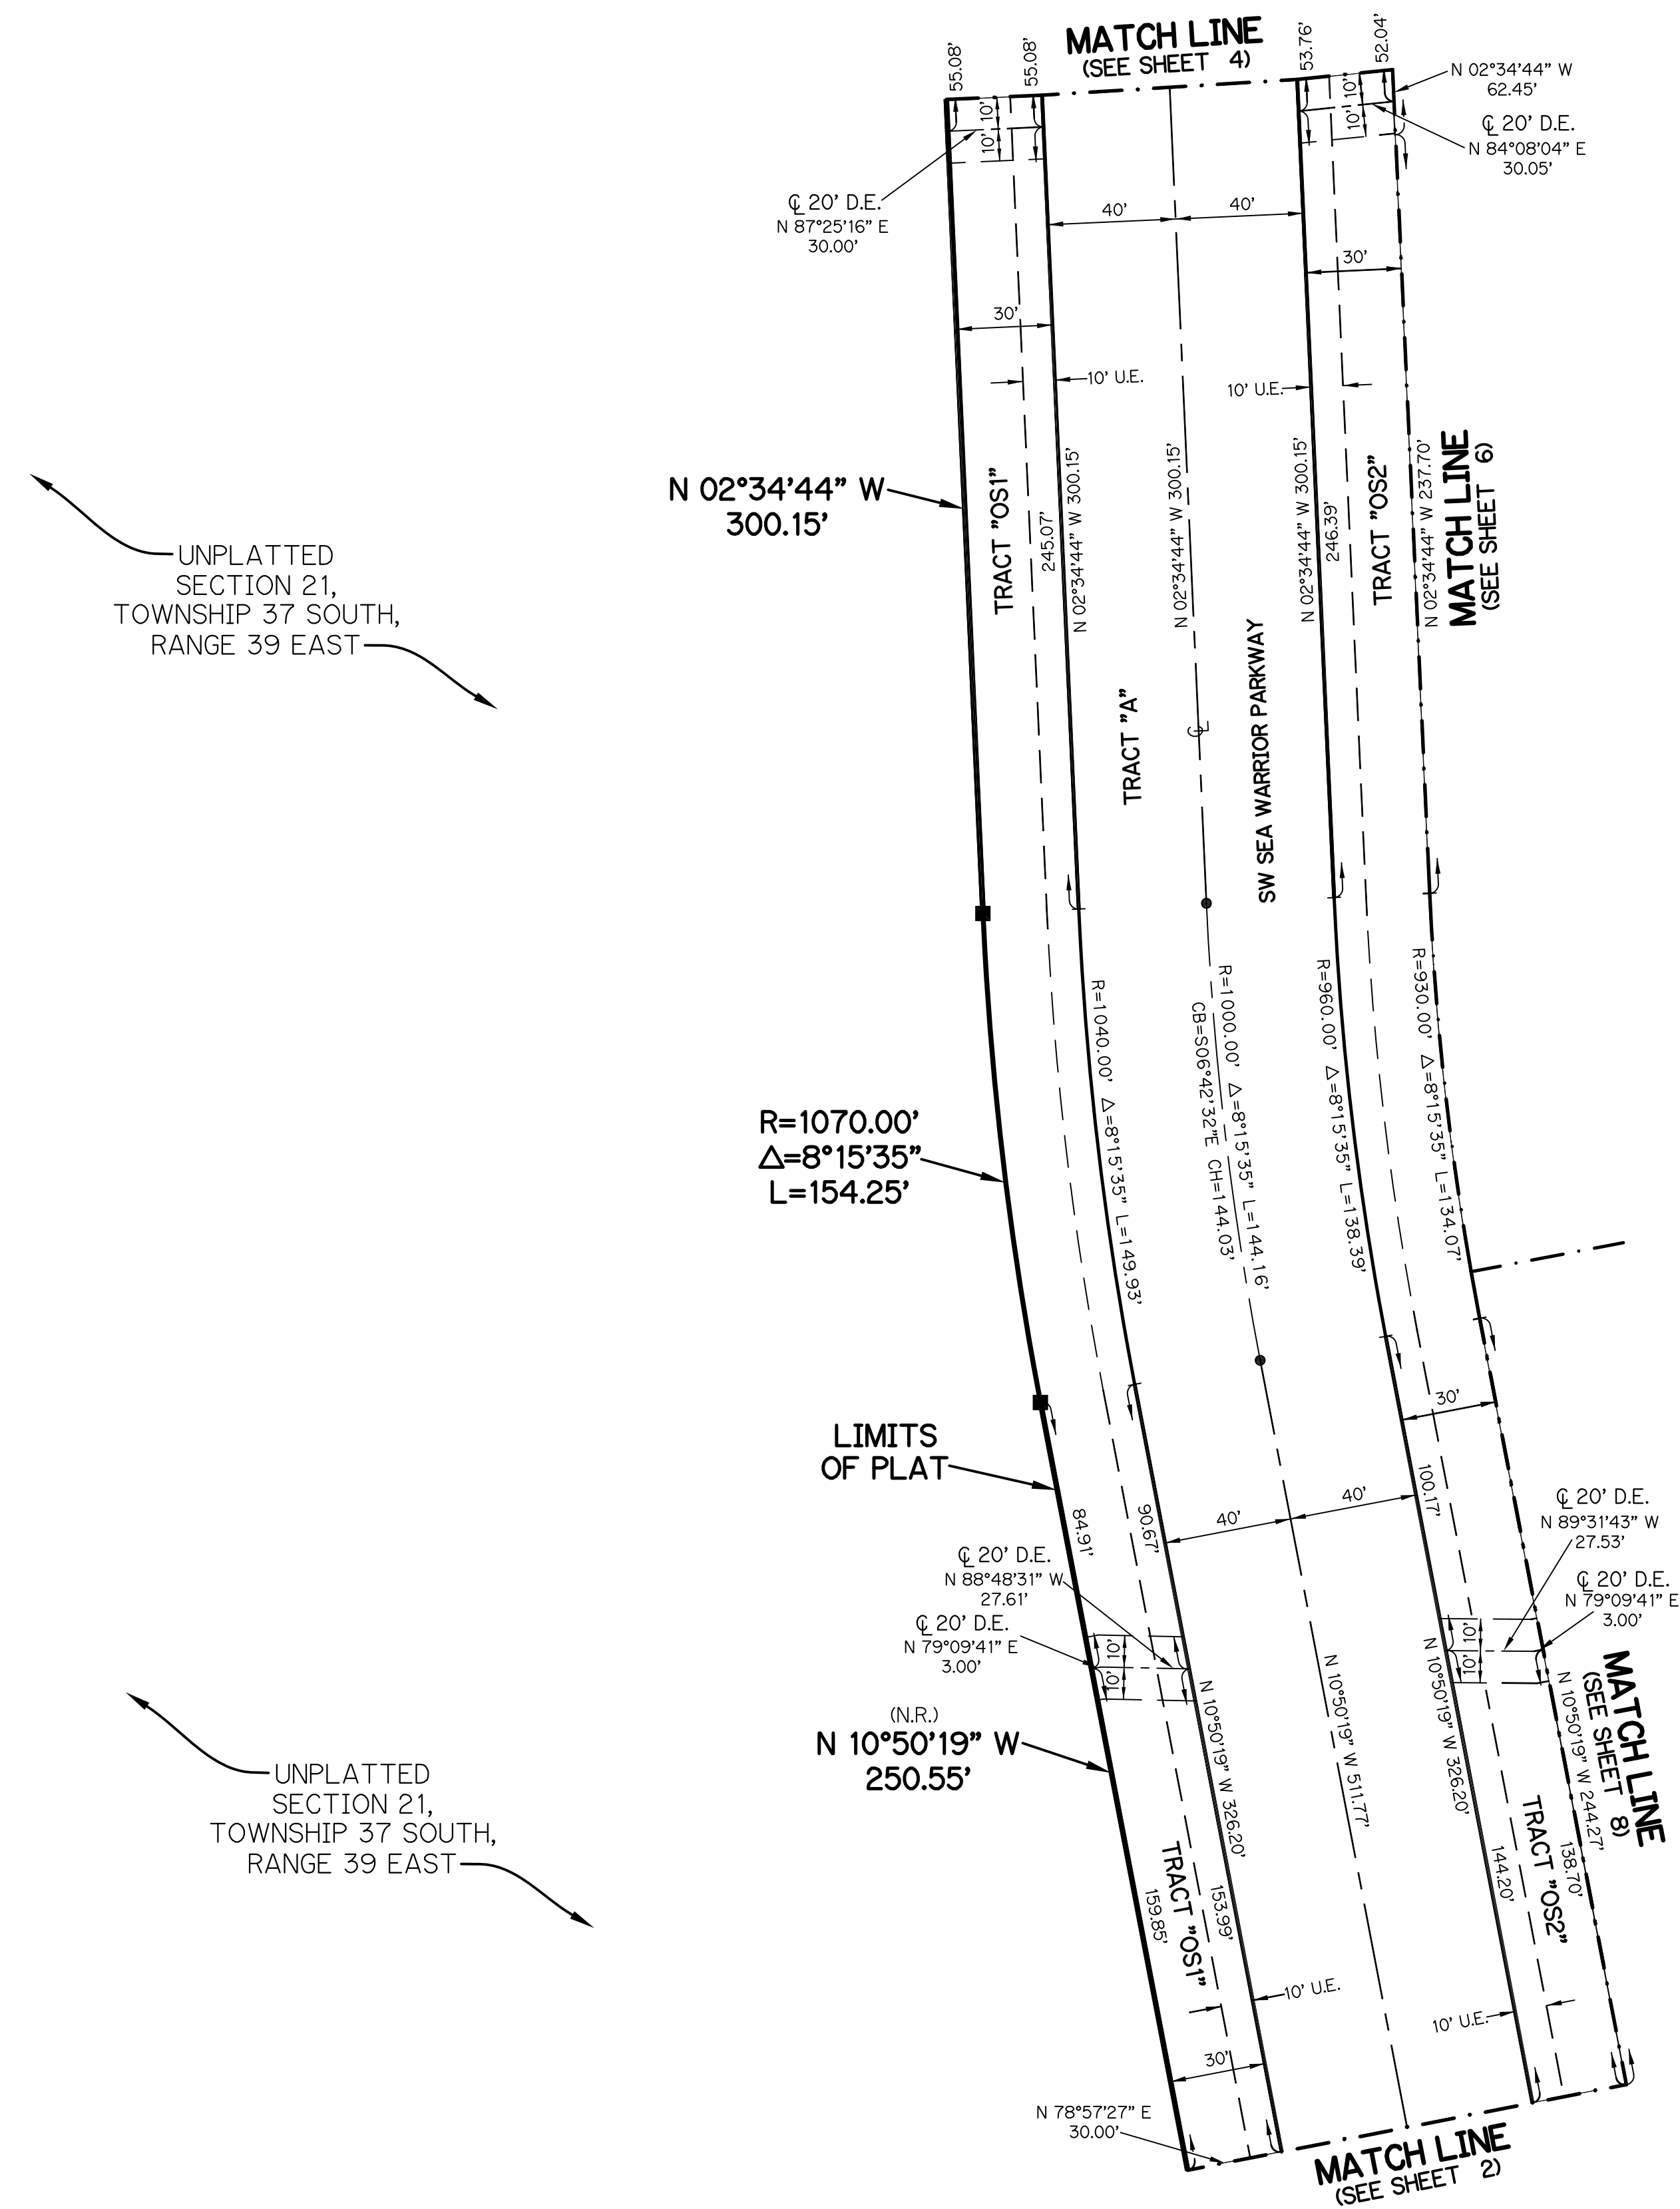 MATCH LINE
(SEE SHEET 4)
55.08'
55.08'
53.76'
52.04'
N 02°34'44" W
62.45'
℄ 20' D.E.
N 84°08'04" E
30.05'
10'
10'
10'
10'
℄ 20' D.E.
N 87°25'16" E
30.00'
40'
40'
30'
30'
10' U.E.
10' U.E.
N 02°34'44" W
300.15'
TRACT "OS1"
245.07'
N 02°34'44" W 300.15'
N 02°34'44" W 300.15'
N 02°34'44" W 300.15'
246.39'
TRACT "OS2"
N 02°34'44" W 237.70'
MATCH LINE
(SEE SHEET 6)
UNPLATTED
SECTION 21,
TOWNSHIP 37 SOUTH,
RANGE 39 EAST
TRACT "A"
℄
SW SEA WARRIOR PARKWAY
R=1070.00'
Δ=8°15'35"
L=154.25'
R=1040.00' Δ=8°15'35" L=149.93'
R=1000.00' Δ=8°15'35" L=144.16'
CB=S06°42'32"E CH=144.03'
R=960.00' Δ=8°15'35" L=138.39'
R=930.00' Δ=8°15'35" L=134.07'
LIMITS
OF PLAT
30'
40'
40'
84.91'
90.67'
100.17'
℄ 20' D.E.
N 89°31'43" W
27.53'
℄ 20' D.E.
N 88°48'31" W
27.61'
℄ 20' D.E.
N 79°09'41" E
3.00'
℄ 20' D.E.
N 79°09'41" E
3.00'
10'
10'
10'
10'
(N.R.)
N 10°50'19" W
250.55'
N 10°50'19" W 326.20'
N 10°50'19" W 511.77'
N 10°50'19" W 326.20'
N 10°50'19" W 244.27'
MATCH LINE
(SEE SHEET 8)
UNPLATTED
SECTION 21,
TOWNSHIP 37 SOUTH,
RANGE 39 EAST
TRACT "OS1"
159.85'
153.99'
144.20'
TRACT "OS2"
138.70'
10' U.E.
10' U.E.
30'
N 78°57'27" E
30.00'
MATCH LINE
(SEE SHEET 2)